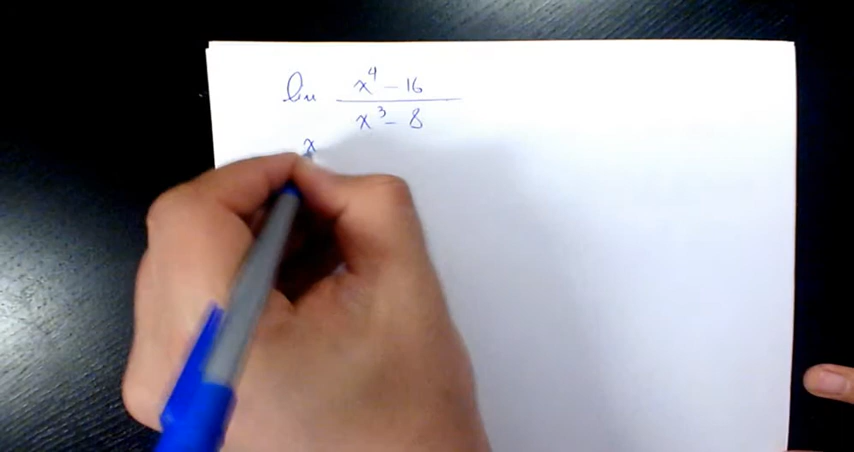 lim x⁴ - 16
x³ - 8
x